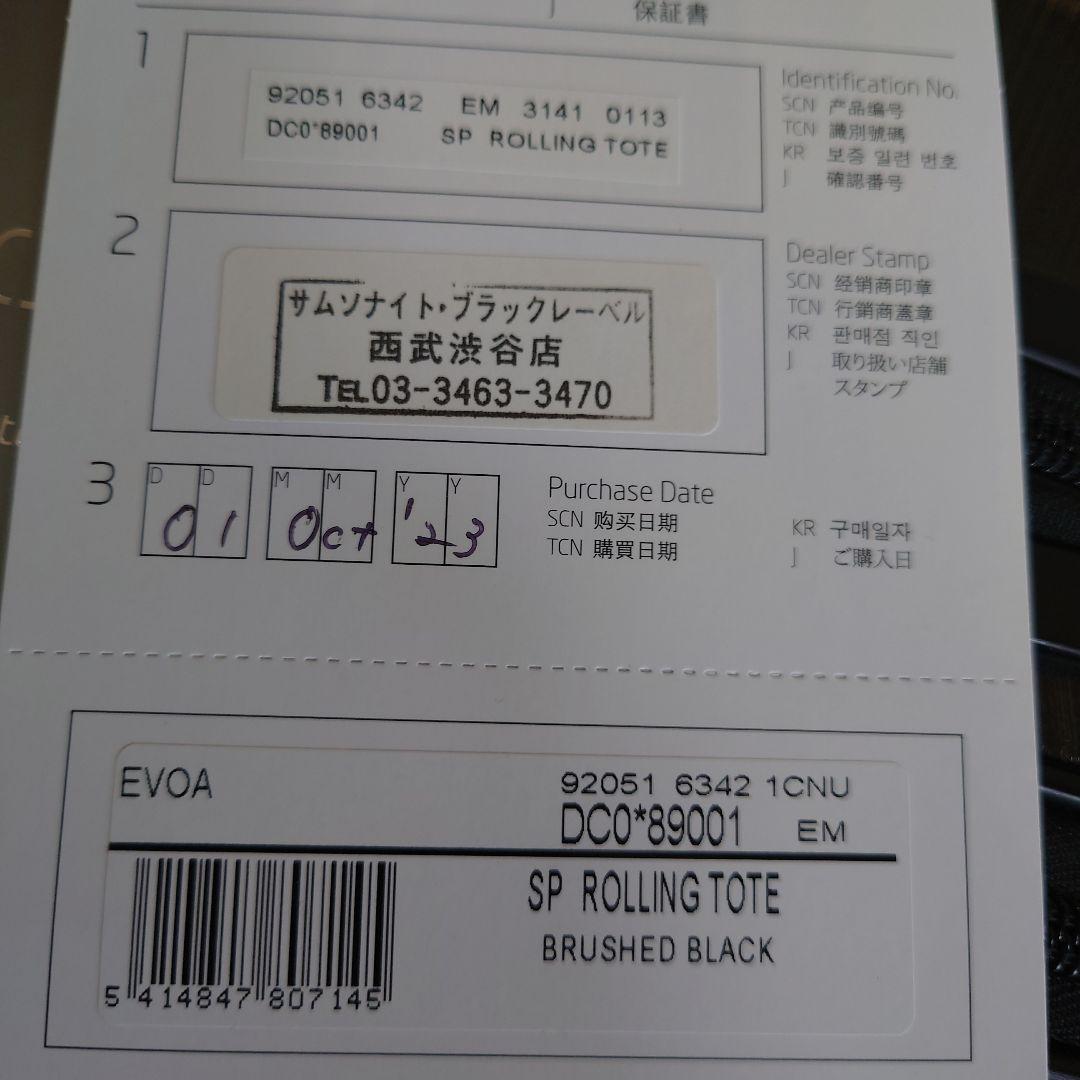 J 保証書
1
92051 6342 EM 3141 0113
DC0*89001 SP ROLLING TOTE
Identification No.
SCN 产品编号
TCN 識別號碼
KR 보증 일련 번호
J 確認番号
2
サムソナイト・ブラックレーベル
西武渋谷店
TEL03-3463-3470
Dealer Stamp
SCN 经销商印章
TCN 行銷商蓋章
KR 판매점 직인
J 取り扱い店舗
スタンプ
3
D D M M Y Y
01 Oct '23
Purchase Date
SCN 购买日期
TCN 購買日期
KR 구매일자
J ご購入日
EVOA
92051 6342 1CNU
DC0*89001 EM
SP ROLLING TOTE
BRUSHED BLACK
5 414847 807145